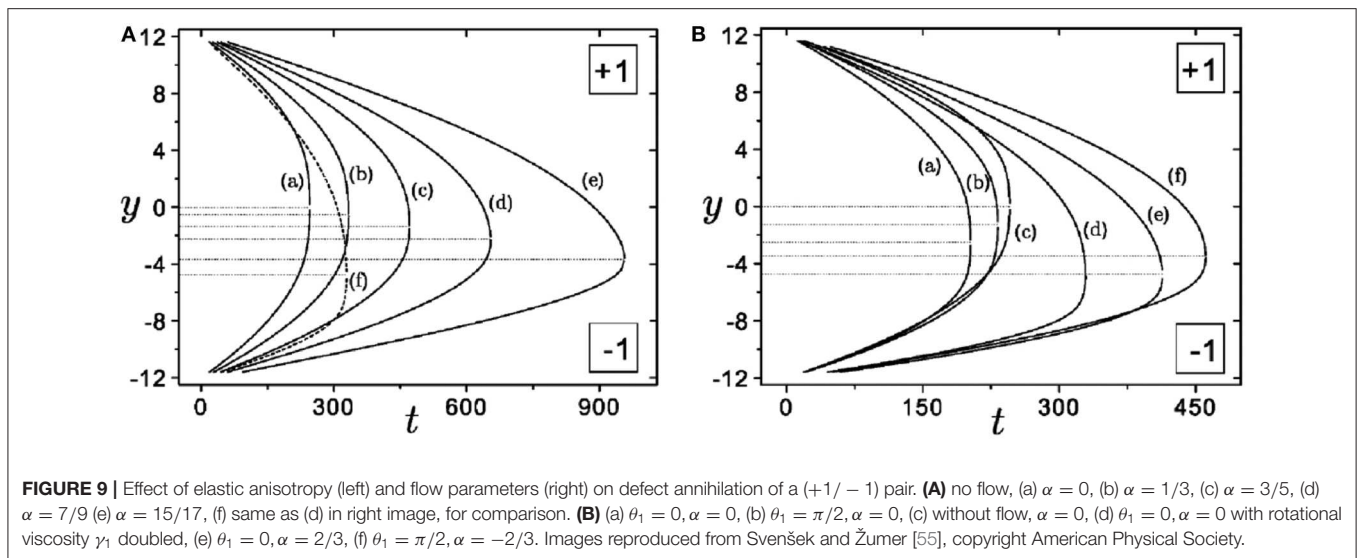 A
12
8
4
0
-4
-8
-12
y
+1
-1
(a)
(b)
(c)
(d)
(e)
(f)
0
300
600
900
t
B
12
8
4
0
-4
-8
-12
y
+1
-1
(a)
(b)
(c)
(d)
(e)
(f)
0
150
300
450
t
FIGURE 9 | Effect of elastic anisotropy (left) and flow parameters (right) on defect annihilation of a (+1/ − 1) pair. (A) no flow, (a) α = 0, (b) α = 1/3, (c) α = 3/5, (d)
α = 7/9 (e) α = 15/17, (f) same as (d) in right image, for comparison. (B) (a) θ₁ = 0, α = 0, (b) θ₁ = π/2, α = 0, (c) without flow, α = 0, (d) θ₁ = 0, α = 0 with rotational
viscosity γ₁ doubled, (e) θ₁ = 0, α = 2/3, (f) θ₁ = π/2, α = −2/3. Images reproduced from Svenšek and Žumer [55], copyright American Physical Society.